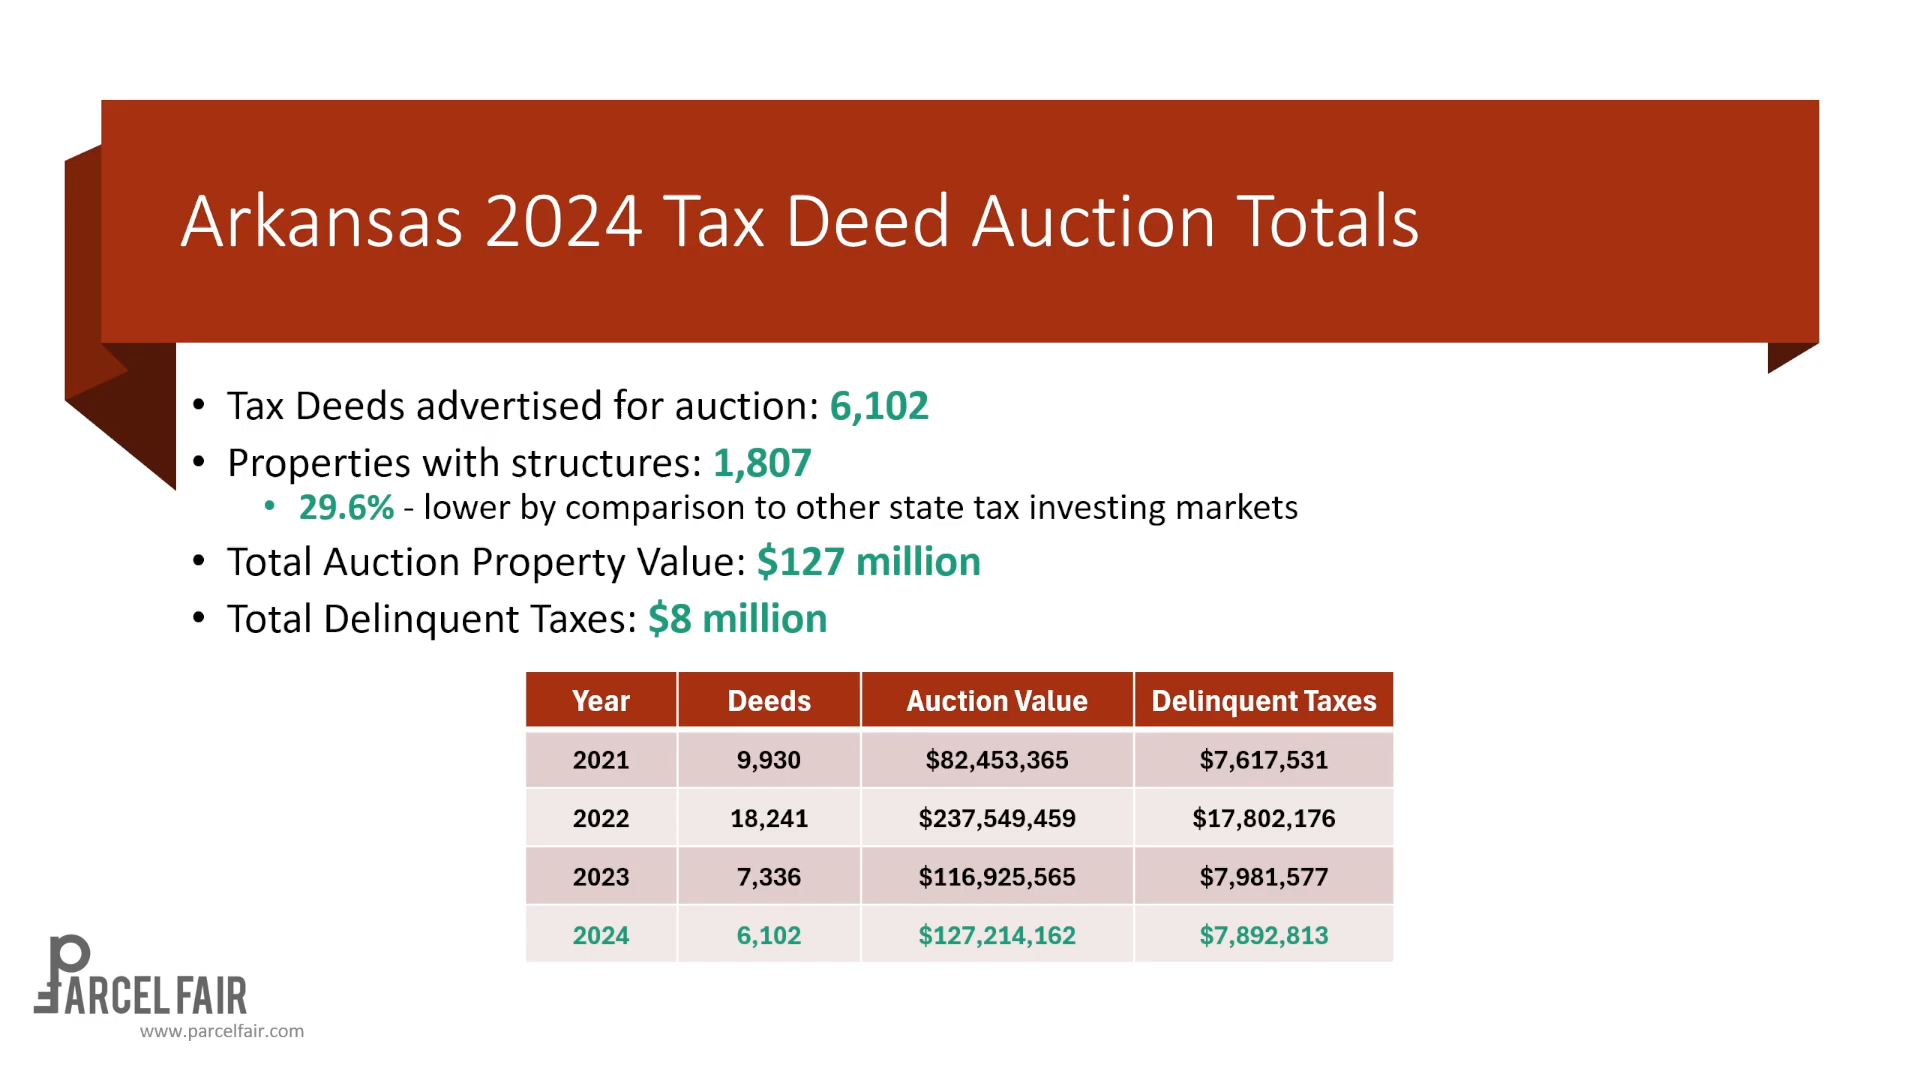 Arkansas 2024 Tax Deed Auction Totals
• Tax Deeds advertised for auction: 6,102
• Properties with structures: 1,807
• 29.6% - lower by comparison to other state tax investing markets
• Total Auction Property Value: $127 million
• Total Delinquent Taxes: $8 million
Year Deeds Auction Value Delinquent Taxes
2021 9,930 $82,453,365 $7,617,531
2022 18,241 $237,549,459 $17,802,176
2023 7,336 $116,925,565 $7,981,577
2024 6,102 $127,214,162 $7,892,813
PARCEL FAIR
www.parcelfair.com